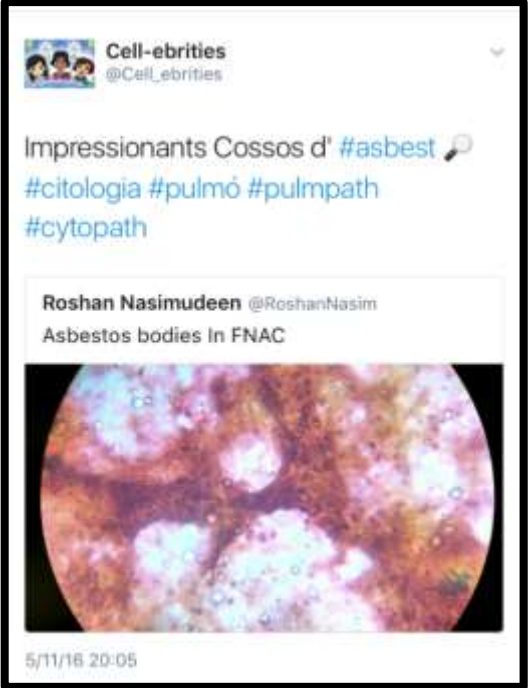 Cell-ebrities
@Cell_ebrities
Impressionants Cossos d' #asbest
#citologia #pulmó #pulmpath
#cytopath
Roshan Nasimudeen @RoshanNasim
Asbestos bodies In FNAC
5/11/16 20:05